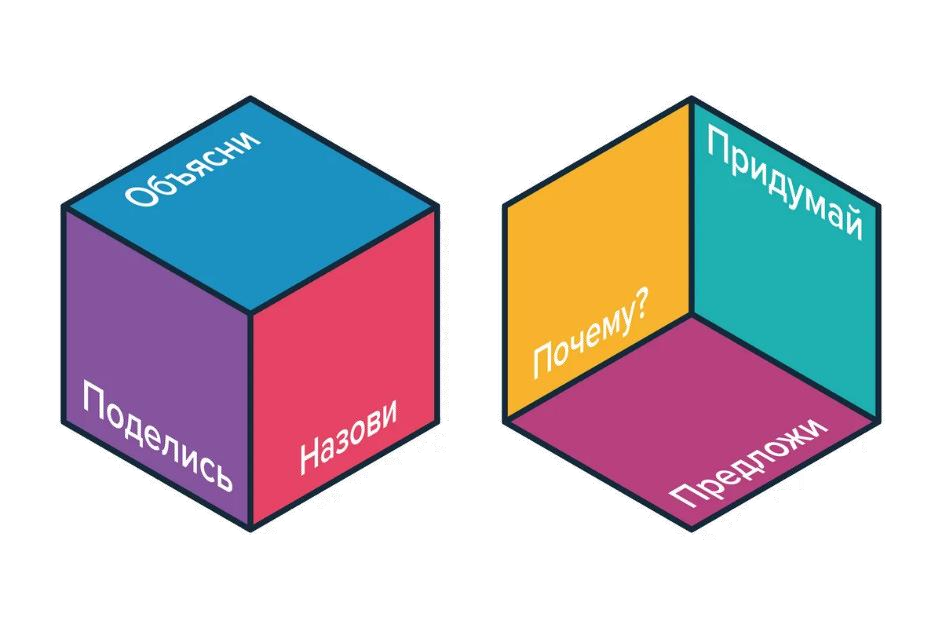 Объясни
Поделись
Назови
Почему?
Придумай
Предложи